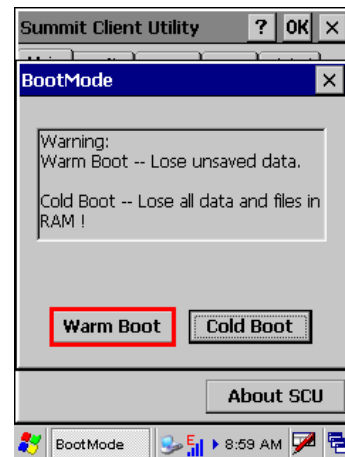 Summit Client Utility ? OK ×
BootMode ×
Warning:
Warm Boot -- Lose unsaved data.
Cold Boot -- Lose all data and files in
RAM !
Warm Boot Cold Boot
About SCU
BootMode 8:59 AM